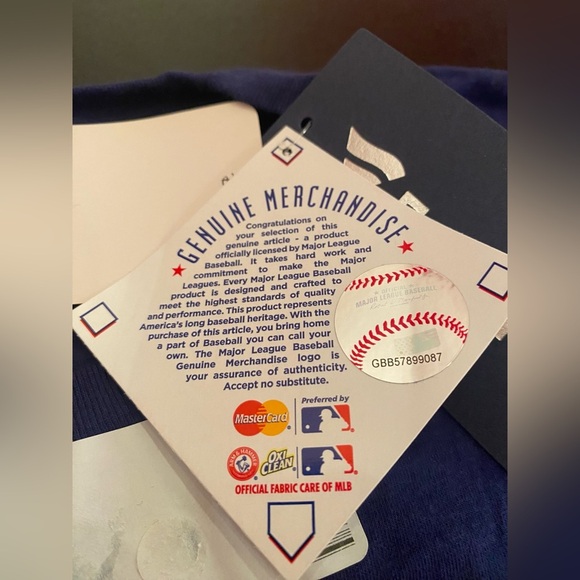 GENUINE MERCHANDISE
Congratulations on
your selection of this
genuine article - a product
officially licensed by Major League
Baseball. It takes hard work and
commitment to make the Major
Leagues. Every Major League Baseball
product is designed and crafted to
meet the highest standards of quality
and performance. This product represents
America's long baseball heritage. With the
purchase of this article, you bring home
a part of Baseball you can call your
own. The Major League Baseball
Genuine Merchandise logo is
your assurance of authenticity.
Accept no substitute.
MAJOR LEAGUE BASEBALL
GBB57899087
MasterCard
Preferred by
ARM & HAMMER
OXI
CLEAN
OFFICIAL FABRIC CARE OF MLB